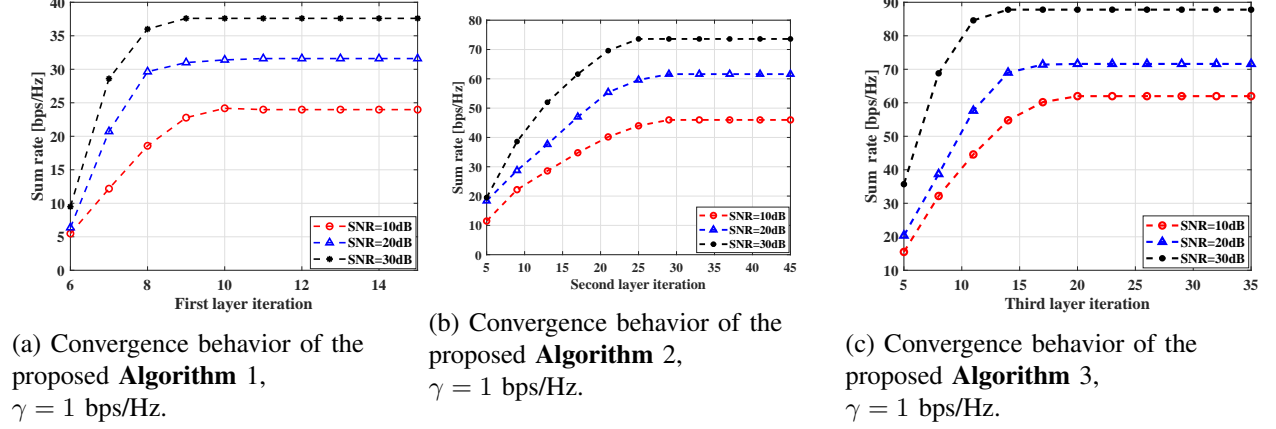 40
35
30
25
20
15
10
5
0
Sum rate [bps/Hz]
6
8
10
12
14
First layer iteration
SNR=10dB
SNR=20dB
SNR=30dB
(a) Convergence behavior of the
proposed Algorithm 1,
γ = 1 bps/Hz.
80
70
60
50
40
30
20
10
0
Sum rate [bps/Hz]
5
10
15
20
25
30
35
40
45
Second layer iteration
SNR=10dB
SNR=20dB
SNR=30dB
(b) Convergence behavior of the
proposed Algorithm 2,
γ = 1 bps/Hz.
90
80
70
60
50
40
30
20
10
Sum rate [bps/Hz]
5
10
15
20
25
30
35
Third layer iteration
SNR=10dB
SNR=20dB
SNR=30dB
(c) Convergence behavior of the
proposed Algorithm 3,
γ = 1 bps/Hz.